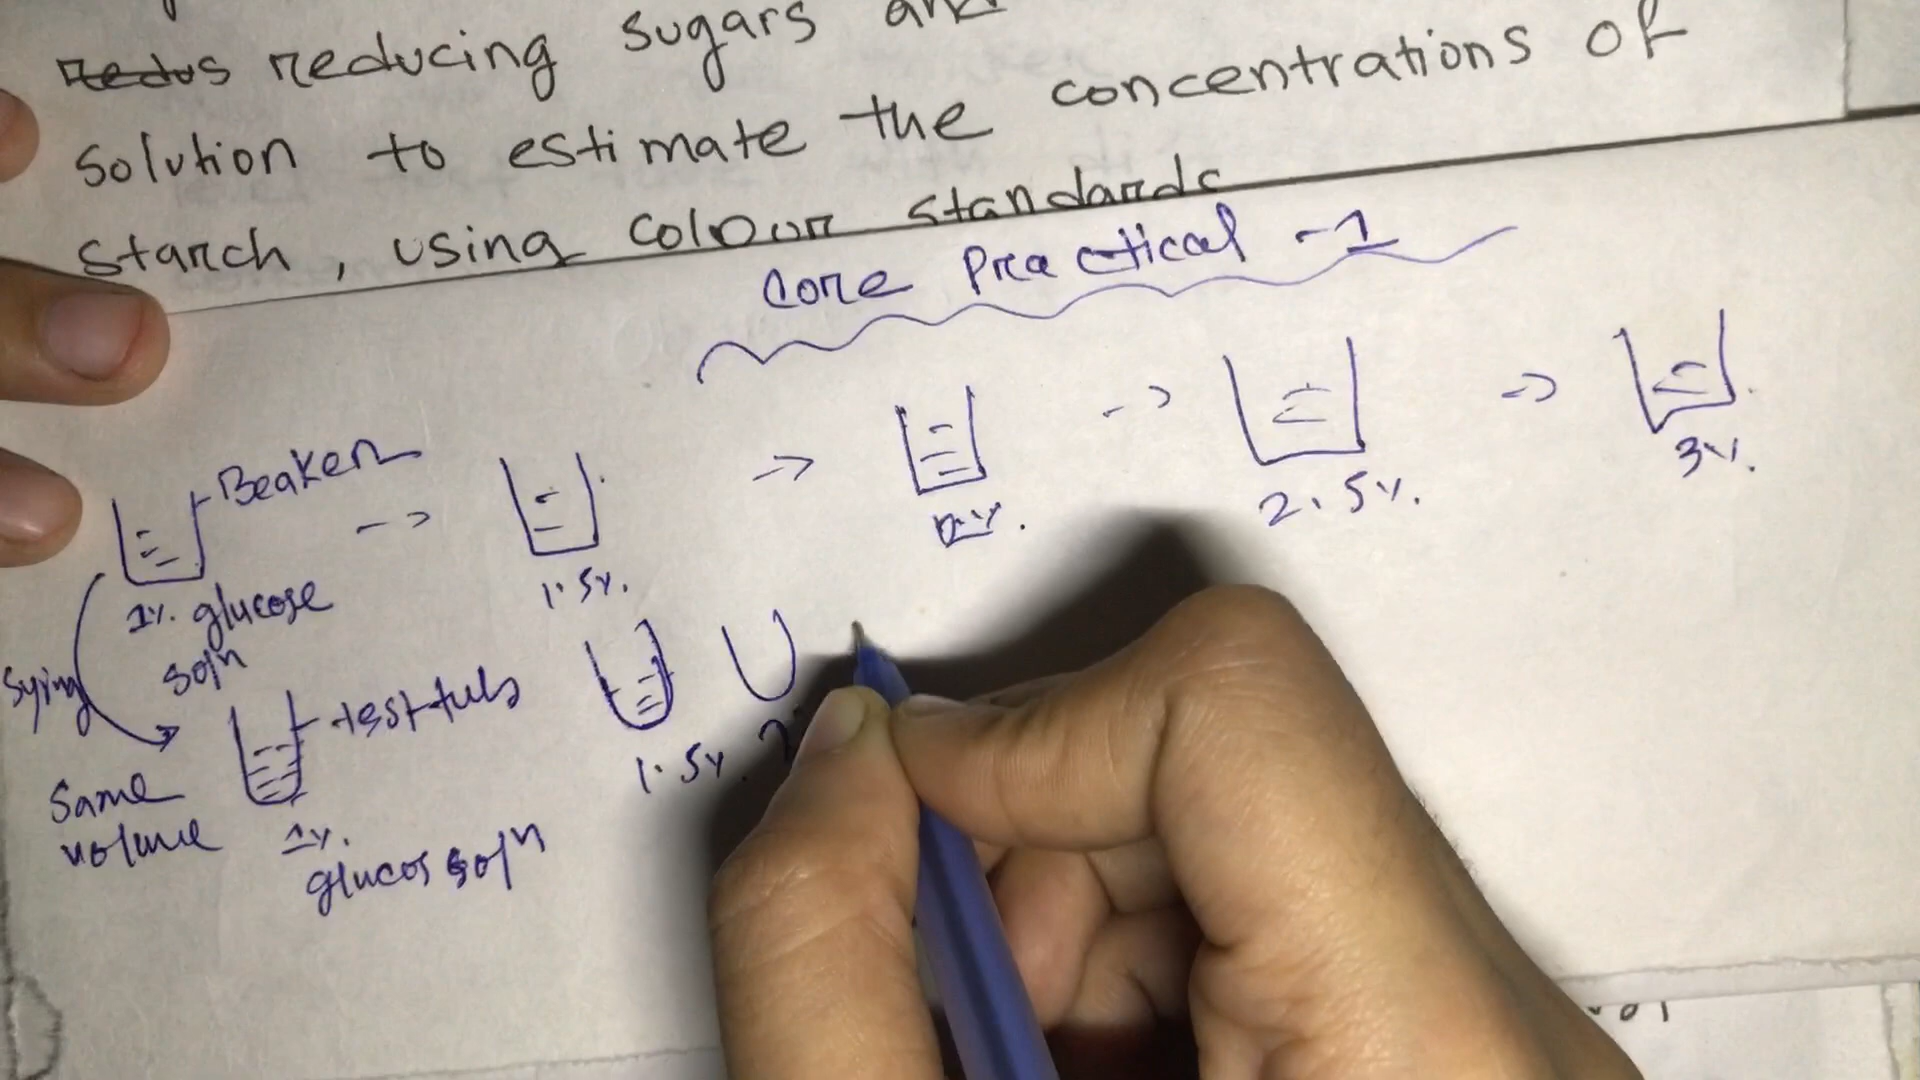 reducing sugars and
solution to estimate the concentrations of
starch, using colour standards
Core Practical -1
Beaker
1%. glucose
soln
1.5%.
2%.
2.5%.
3%.
Same
volume
test tube
1%.
glucos soln
1.5%.